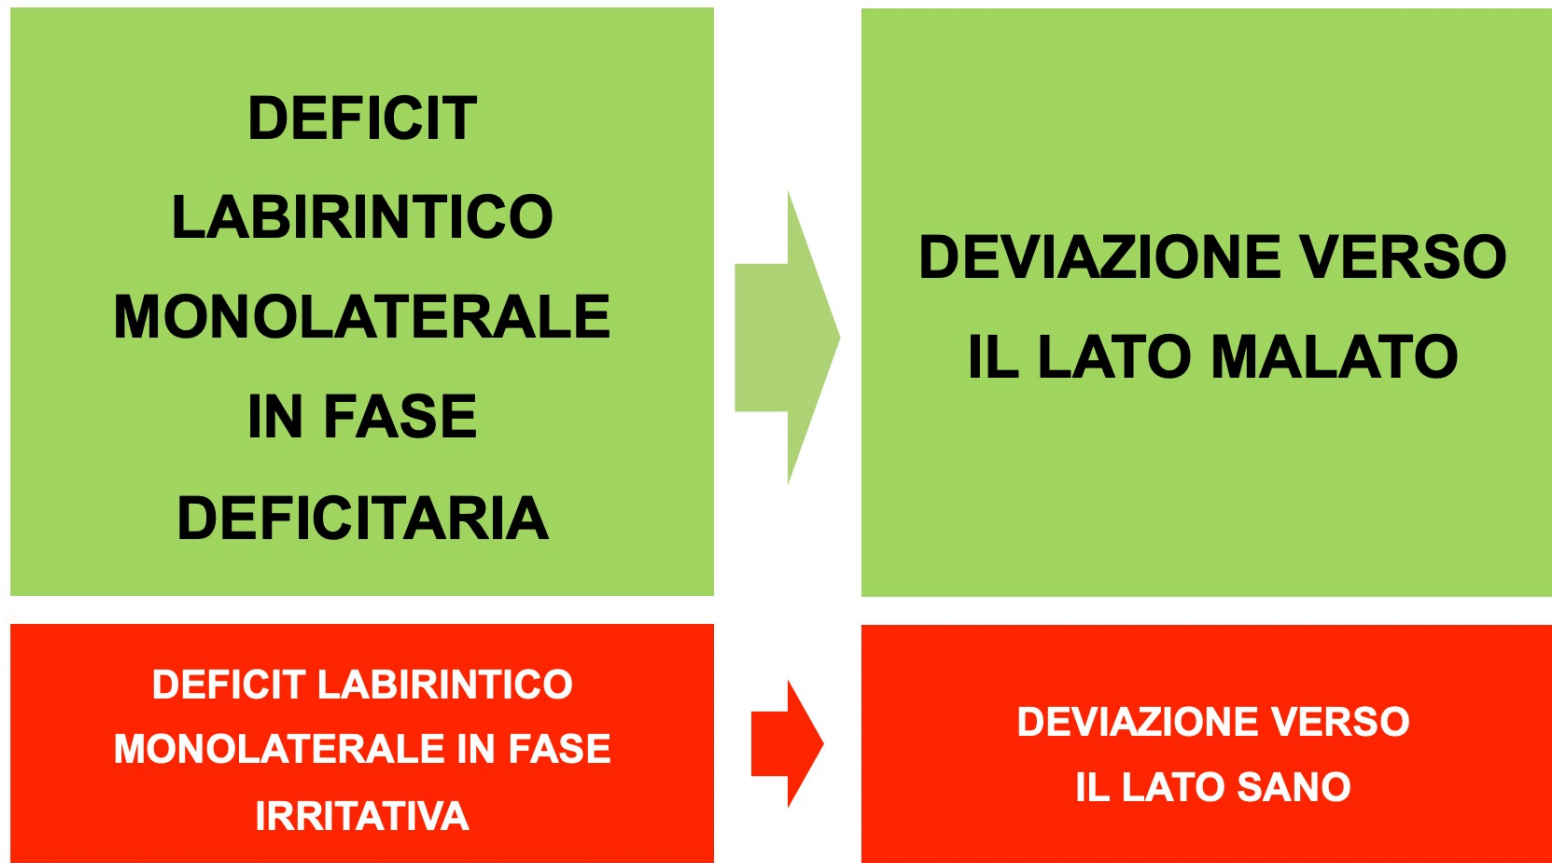 DEFICIT
LABIRINTICO
MONOLATERALE
IN FASE
DEFICITARIA
DEVIAZIONE VERSO
IL LATO MALATO
DEFICIT LABIRINTICO
MONOLATERALE IN FASE
IRRITATIVA
DEVIAZIONE VERSO
IL LATO SANO